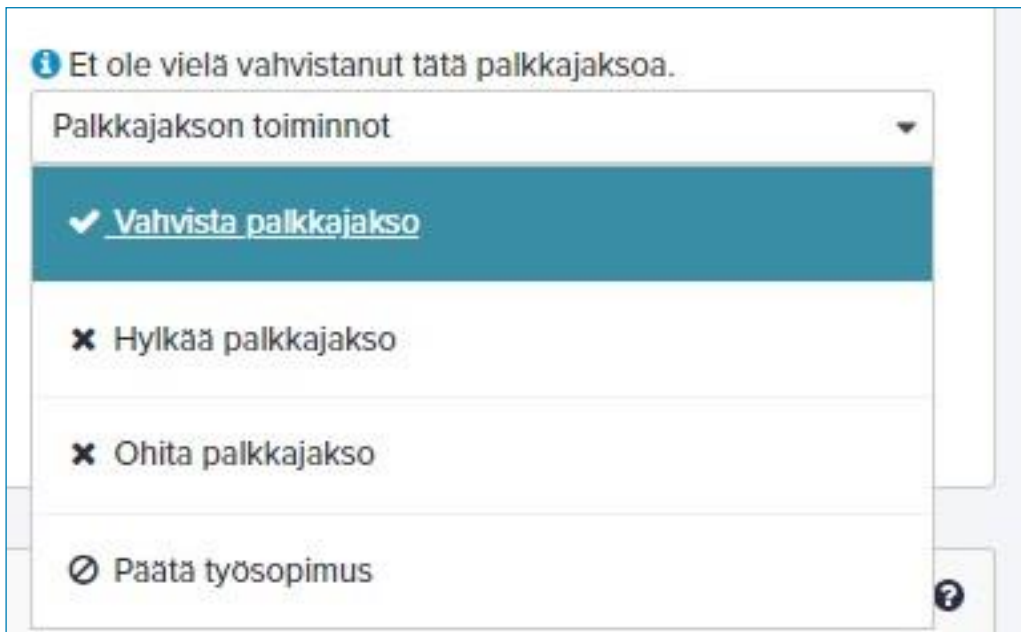 Et ole vielä vahvistanut tätä palkkajaksoa.
Palkkajakson toiminnot
Vahvista palkkajakso
Hylkää palkkajakso
Ohita palkkajakso
Päätä työsopimus